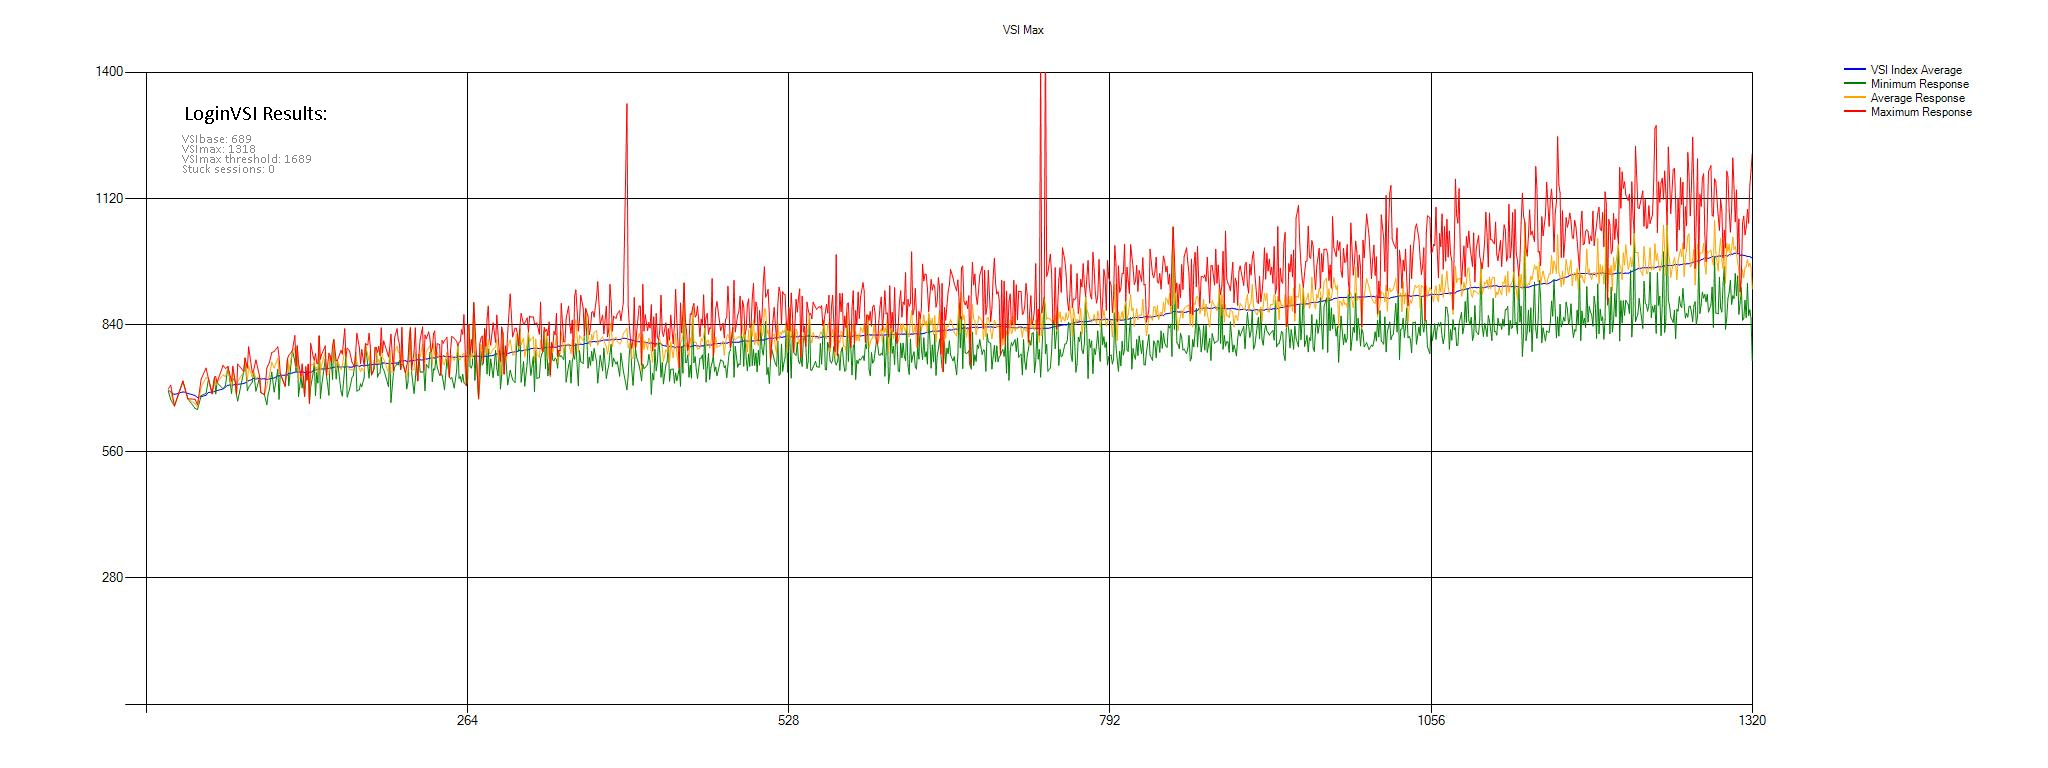 VSI Max
1400
1120
840
560
280
264
528
792
1056
1320
LoginVSI Results:
VSIbase: 689
VSImax: 1318
VSImax threshold: 1689
Stuck sessions: 0
VSI Index Average
Minimum Response
Average Response
Maximum Response